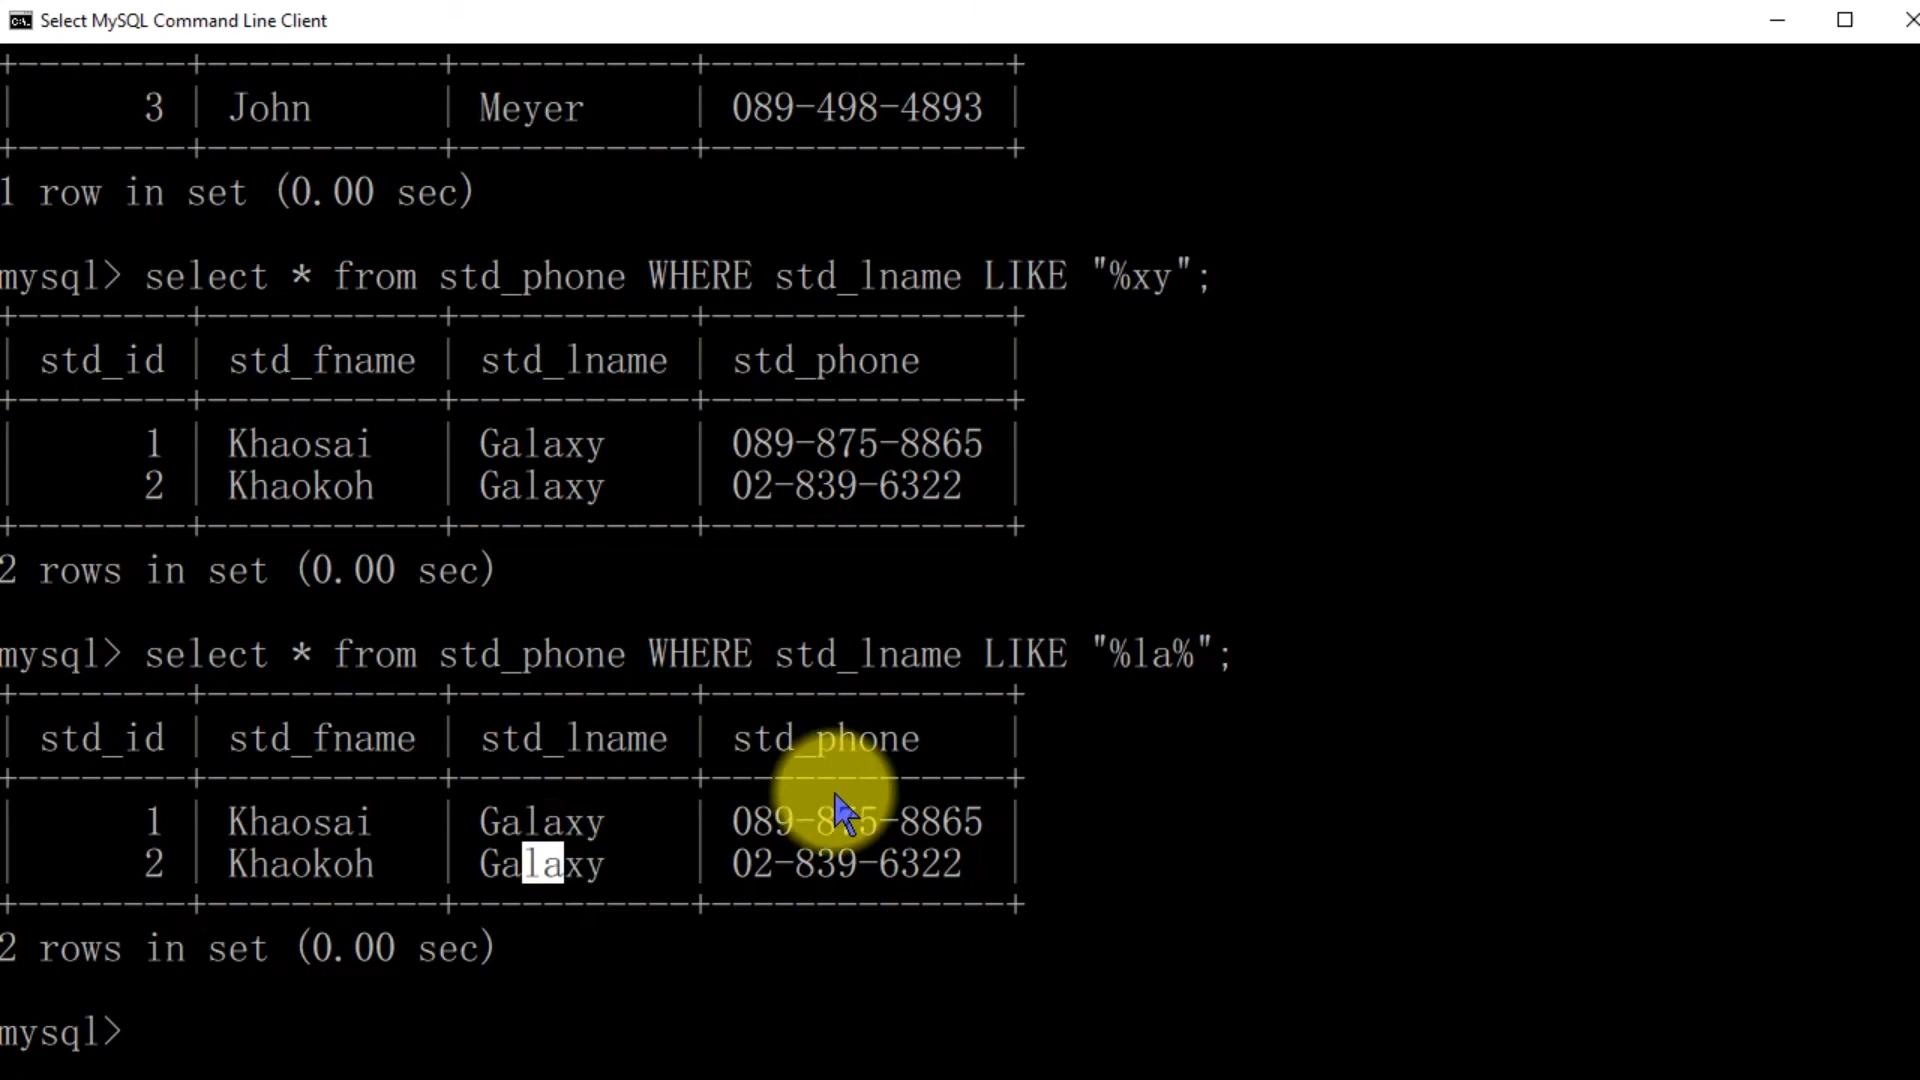 Select MySQL Command Line Client
+--------+------------+------------+---------------+
|      3 | John       | Meyer      | 089-498-4893  |
+--------+------------+------------+---------------+
1 row in set (0.00 sec)
mysql> select * from std_phone WHERE std_lname LIKE "%xy";
+--------+------------+------------+---------------+
| std_id | std_fname  | std_lname  | std_phone     |
+--------+------------+------------+---------------+
|      1 | Khaosai    | Galaxy     | 089-875-8865  |
|      2 | Khaokoh    | Galaxy     | 02-839-6322   |
+--------+------------+------------+---------------+
2 rows in set (0.00 sec)
mysql> select * from std_phone WHERE std_lname LIKE "%la%";
+--------+------------+------------+---------------+
| std_id | std_fname  | std_lname  | std_phone     |
+--------+------------+------------+---------------+
|      1 | Khaosai    | Galaxy     | 089-875-8865  |
|      2 | Khaokoh    | Galaxy     | 02-839-6322   |
+--------+------------+------------+---------------+
2 rows in set (0.00 sec)
mysql>